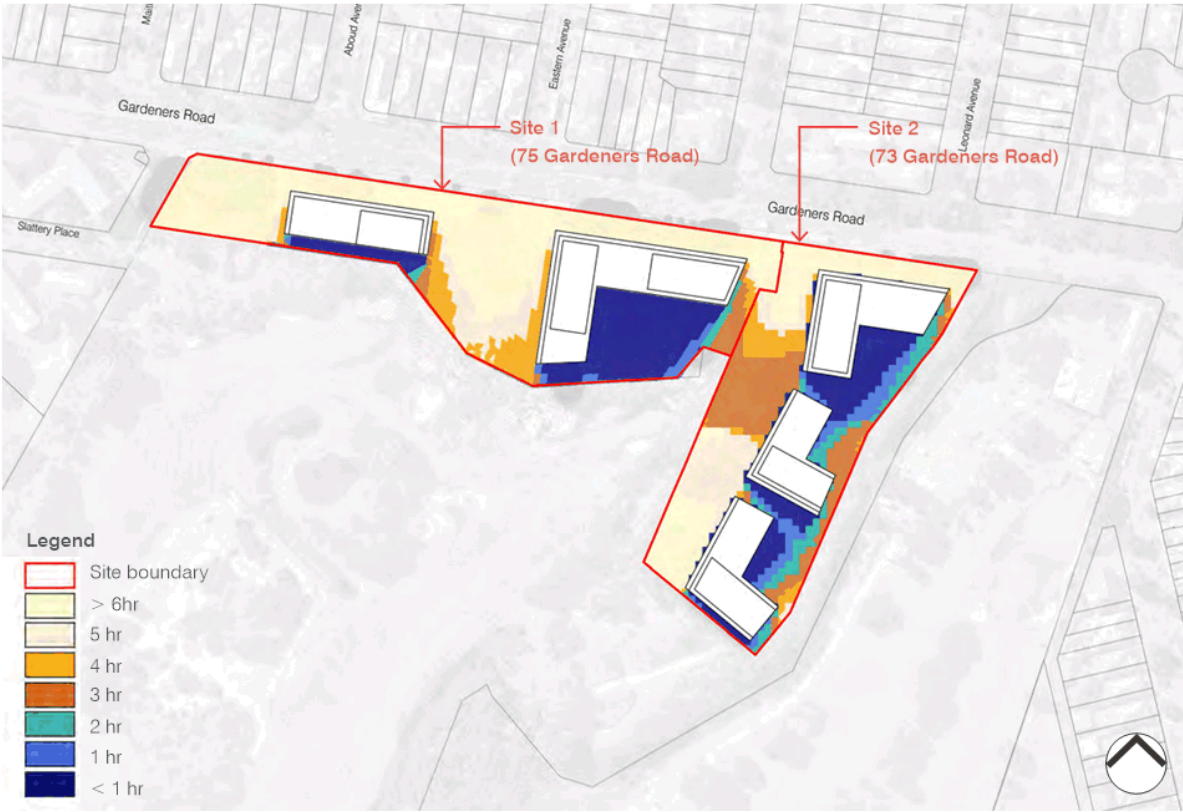 Aboud Aver
Eastern Avenue
Leonard Avenue
Gardeners Road
Site 1
(75 Gardeners Road)
Site 2
(73 Gardeners Road)
Gardeners Road
Slattery Place
Legend
Site boundary
> 6hr
5 hr
4 hr
3 hr
2 hr
1 hr
< 1 hr